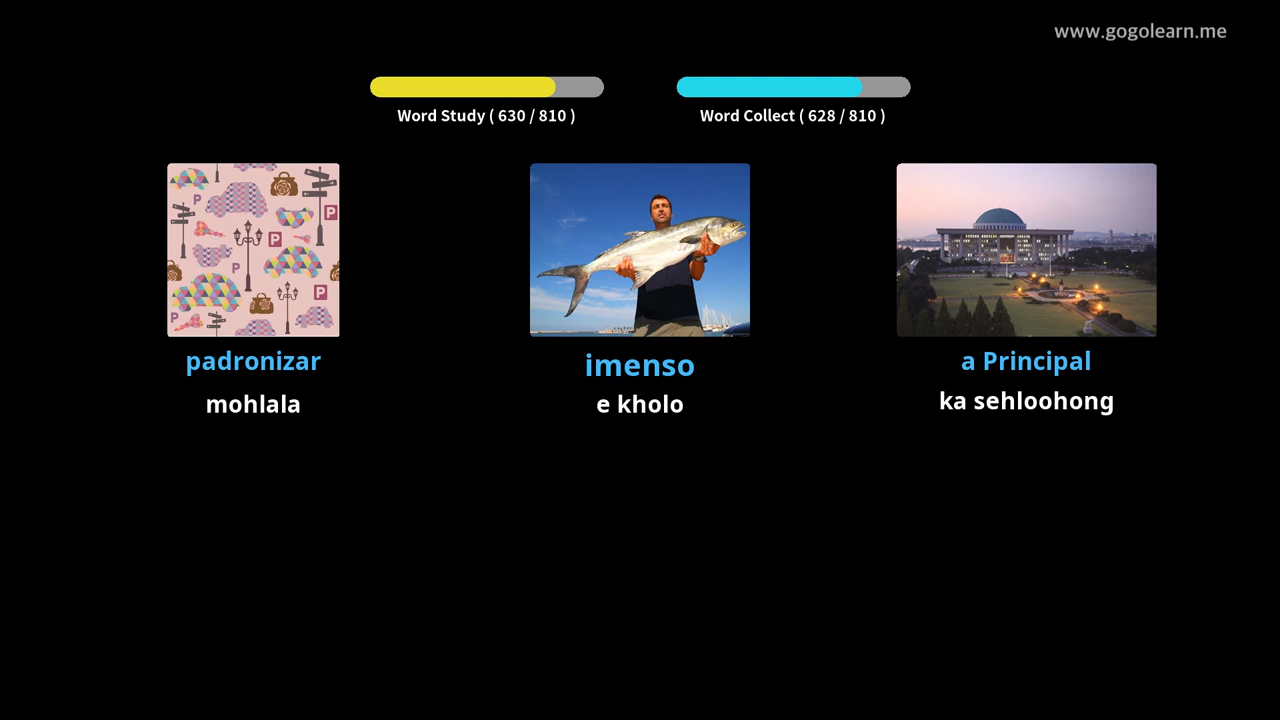 www.gogolearn.me
Word Study ( 630 / 810 )
Word Collect ( 628 / 810 )
P
P
P
P
P
P
padronizar
imenso
a Principal
mohlala
e kholo
ka sehloohong